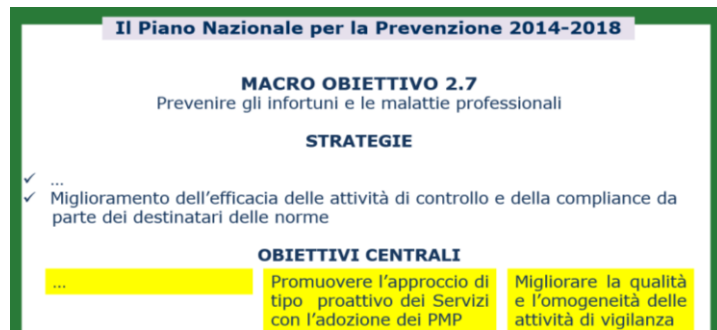 Il Piano Nazionale per la Prevenzione 2014-2018
MACRO OBIETTIVO 2.7
Prevenire gli infortuni e le malattie professionali
STRATEGIE
✓ ...
✓ Miglioramento dell'efficacia delle attività di controllo e della compliance da
parte dei destinatari delle norme
OBIETTIVI CENTRALI
...
Promuovere l'approccio di
tipo proattivo dei Servizi
con l'adozione dei PMP
Migliorare la qualità
e l'omogeneità delle
attività di vigilanza